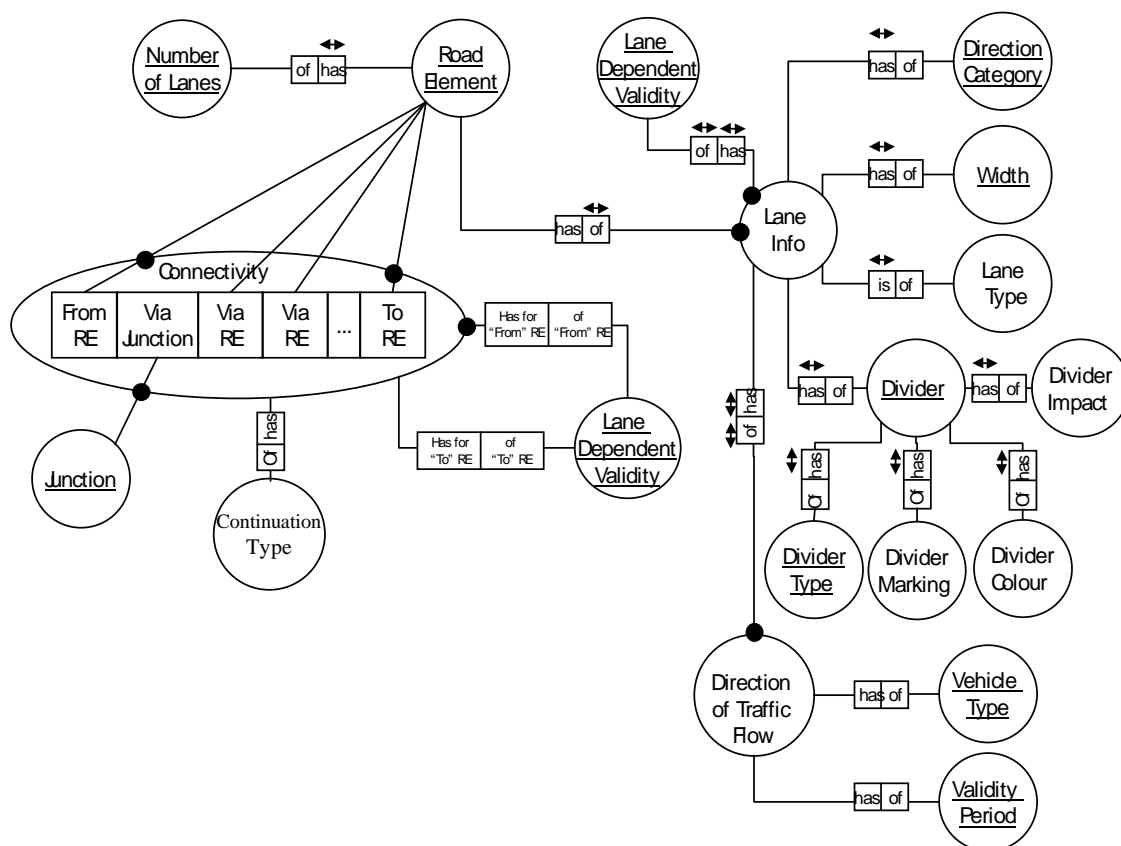 Number
of Lanes
of has
Road
Element
Lane
Dependent
Validity
of has
has of
Direction
Category
has of
Width
has of
Lane
Info
is of
Lane
Type
Connectivity
From
RE
Via
Junction
Via
RE
Via
RE
...
To
RE
Has for
"From" RE
of
"From" RE
Has for
"To" RE
of
"To" RE
Lane
Dependent
Validity
Junction
Of has
Continuation
Type
of has
has of
Divider
has of
Divider
Impact
Of has
Of has
Of has
Divider
Type
Divider
Marking
Divider
Colour
Direction
of Traffic
Flow
has of
Vehicle
Type
has of
Validity
Period